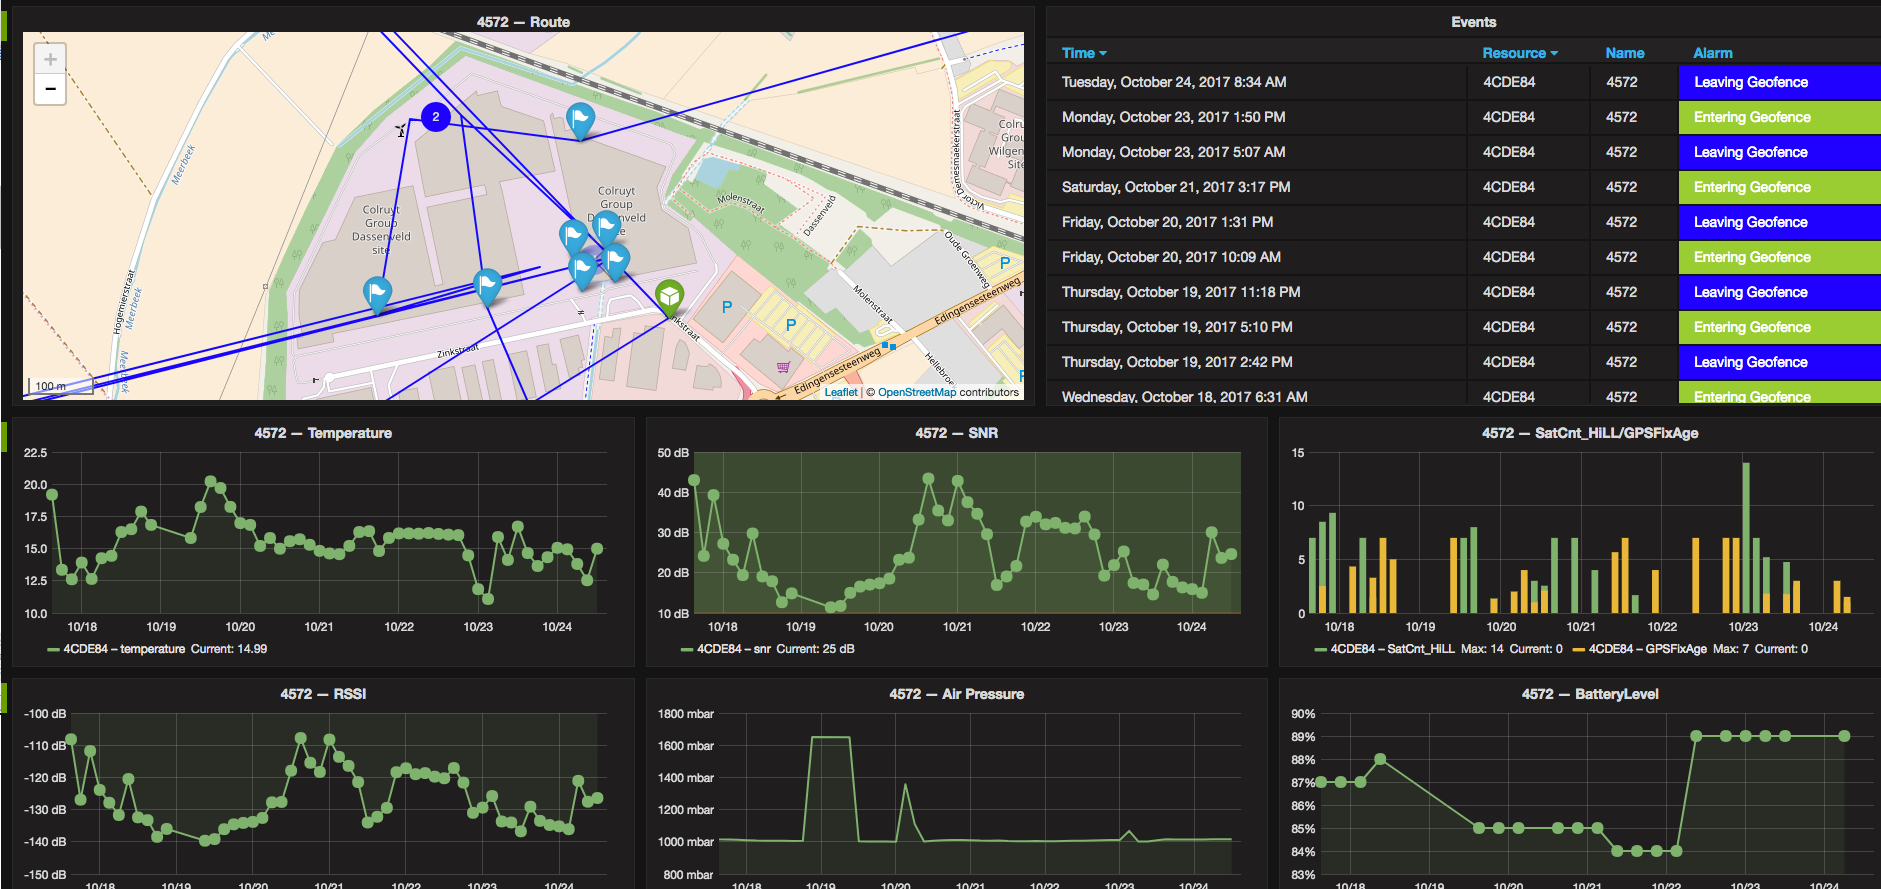 4572 — Route
+
−
Me
Meerbeek
Hogemeirstraat
Meerbeek
2
Colruyt
Group
Dassenveld
site
Colruyt
Group
Dassenveld
Zinkstraat
nkstraat
Molenstraat
Dassenveld
Molenstraat
Oude Groenweg
Edingensesteenweg
Edingensesteenweg
Hellebroe
Victor Demesmaekerstraat
Victor
Colru
Grou
Wilgen
Sit
P
P
P
100 m
Leaflet | © OpenStreetMap contributors
Events
Time Resource Name Alarm
Tuesday, October 24, 2017 8:34 AM 4CDE84 4572 Leaving Geofence
Monday, October 23, 2017 1:50 PM 4CDE84 4572 Entering Geofence
Monday, October 23, 2017 5:07 AM 4CDE84 4572 Leaving Geofence
Saturday, October 21, 2017 3:17 PM 4CDE84 4572 Entering Geofence
Friday, October 20, 2017 1:31 PM 4CDE84 4572 Leaving Geofence
Friday, October 20, 2017 10:09 AM 4CDE84 4572 Entering Geofence
Thursday, October 19, 2017 11:18 PM 4CDE84 4572 Leaving Geofence
Thursday, October 19, 2017 5:10 PM 4CDE84 4572 Entering Geofence
Thursday, October 19, 2017 2:42 PM 4CDE84 4572 Leaving Geofence
Wednesday, October 18, 2017 6:31 AM 4CDE84 4572 Entering Geofence
4572 — Temperature
22.5
20.0
17.5
15.0
12.5
10.0
10/18 10/19 10/20 10/21 10/22 10/23 10/24
4CDE84 – temperature Current: 14.99
4572 — SNR
50 dB
40 dB
30 dB
20 dB
10 dB
10/18 10/19 10/20 10/21 10/22 10/23 10/24
4CDE84 – snr Current: 25 dB
4572 — SatCnt_HiLL/GPSFixAge
15
10
5
0
10/18 10/19 10/20 10/21 10/22 10/23 10/24
4CDE84 – SatCnt_HiLL Max: 14 Current: 0 4CDE84 – GPSFixAge Max: 7 Current: 0
4572 — RSSI
-100 dB
-110 dB
-120 dB
-130 dB
-140 dB
-150 dB
10/18 10/19 10/20 10/21 10/22 10/23 10/24
4572 — Air Pressure
1800 mbar
1600 mbar
1400 mbar
1200 mbar
1000 mbar
800 mbar
10/18 10/19 10/20 10/21 10/22 10/23 10/24
4572 — BatteryLevel
90%
89%
88%
87%
86%
85%
84%
83%
10/18 10/19 10/20 10/21 10/22 10/23 10/24